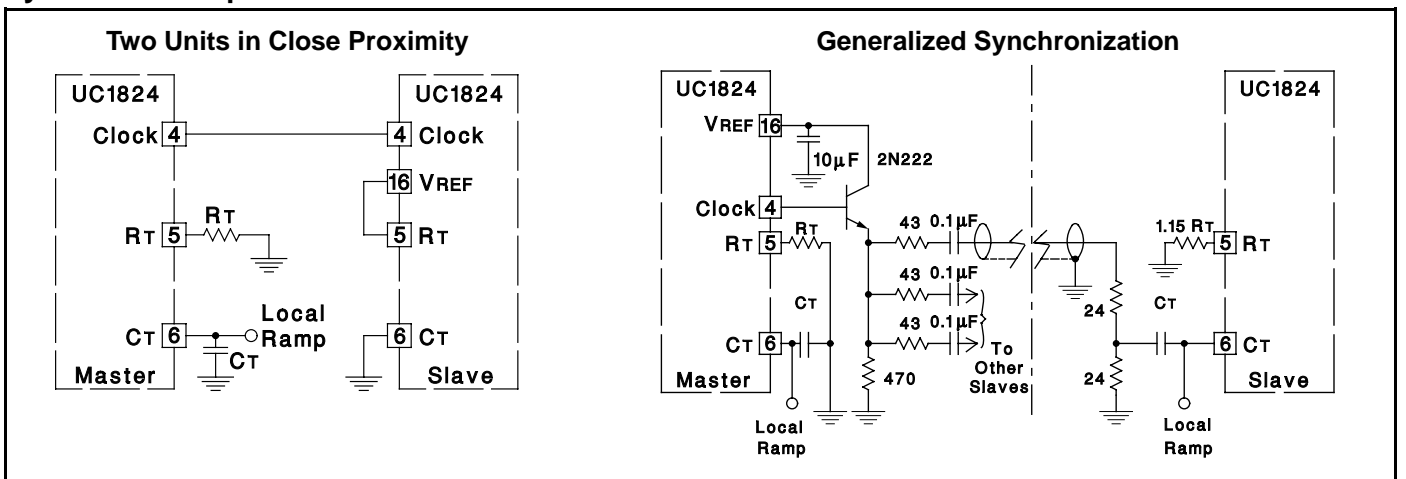 Two Units in Close Proximity
UC1824
UC1824
Clock 4
4 Clock
16 VREF
RT 5
RT
5 RT
Local
Ramp
CT 6
CT
6 CT
Master
Slave
Generalized Synchronization
UC1824
UC1824
VREF 16
10μF
2N222
Clock 4
RT 5
RT
43 0.1μF
1.15 RT
5 RT
43 0.1μF
CT
24
CT
43 0.1μF
CT 6
6 CT
To
Other
Slaves
Master
470
24
Slave
Local
Ramp
Local
Ramp